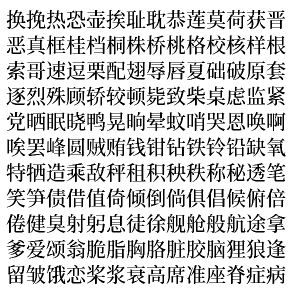 换挽热恐壶挨耻耽恭莲莫荷获晋
恶真框桂档桐株桥桃格校核样根
索哥速逗栗配翅辱唇夏础破原套
逐烈殊顾轿较顿毙致柴桌虑监紧
党晒眠晓鸭晃晌晕蚊哨哭恩唤啊
唉罢峰圆贼贿钱钳钻铁铃铅缺氧
特牺造乘敌秤租积秧秩称秘透笔
笑笋债借值倚倾倒倘俱倡候俯倍
倦健臭射躬息徒徐舰舱般航途拿
爹爱颂翁脆脂胸胳脏胶脑狸狼逢
留皱饿恋桨浆衰高席准座脊症病